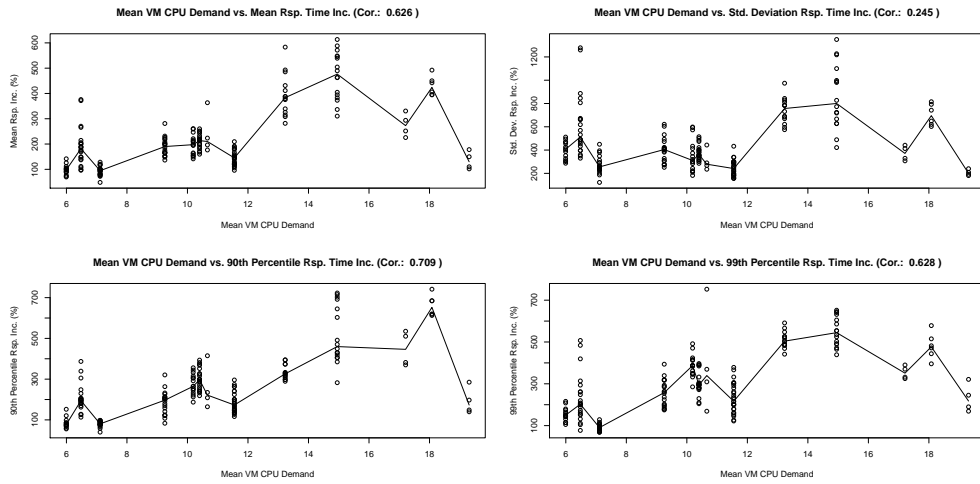 Mean VM CPU Demand vs. Mean Rsp. Time Inc. (Cor.: 0.626 )
Mean Rsp. Inc. (%)
600
500
400
300
200
100
6 8 10 12 14 16 18
Mean VM CPU Demand
Mean VM CPU Demand vs. Std. Deviation Rsp. Time Inc. (Cor.: 0.245 )
Std. Dev. Rsp. Inc. (%)
1200
800
600
400
200
6 8 10 12 14 16 18
Mean VM CPU Demand
Mean VM CPU Demand vs. 90th Percentile Rsp. Time Inc. (Cor.: 0.709 )
90th Percentile Rsp. Inc. (%)
700
500
300
100
6 8 10 12 14 16 18
Mean VM CPU Demand
Mean VM CPU Demand vs. 99th Percentile Rsp. Time Inc. (Cor.: 0.628 )
99th Percentile Rsp. Inc. (%)
700
500
300
100
6 8 10 12 14 16 18
Mean VM CPU Demand